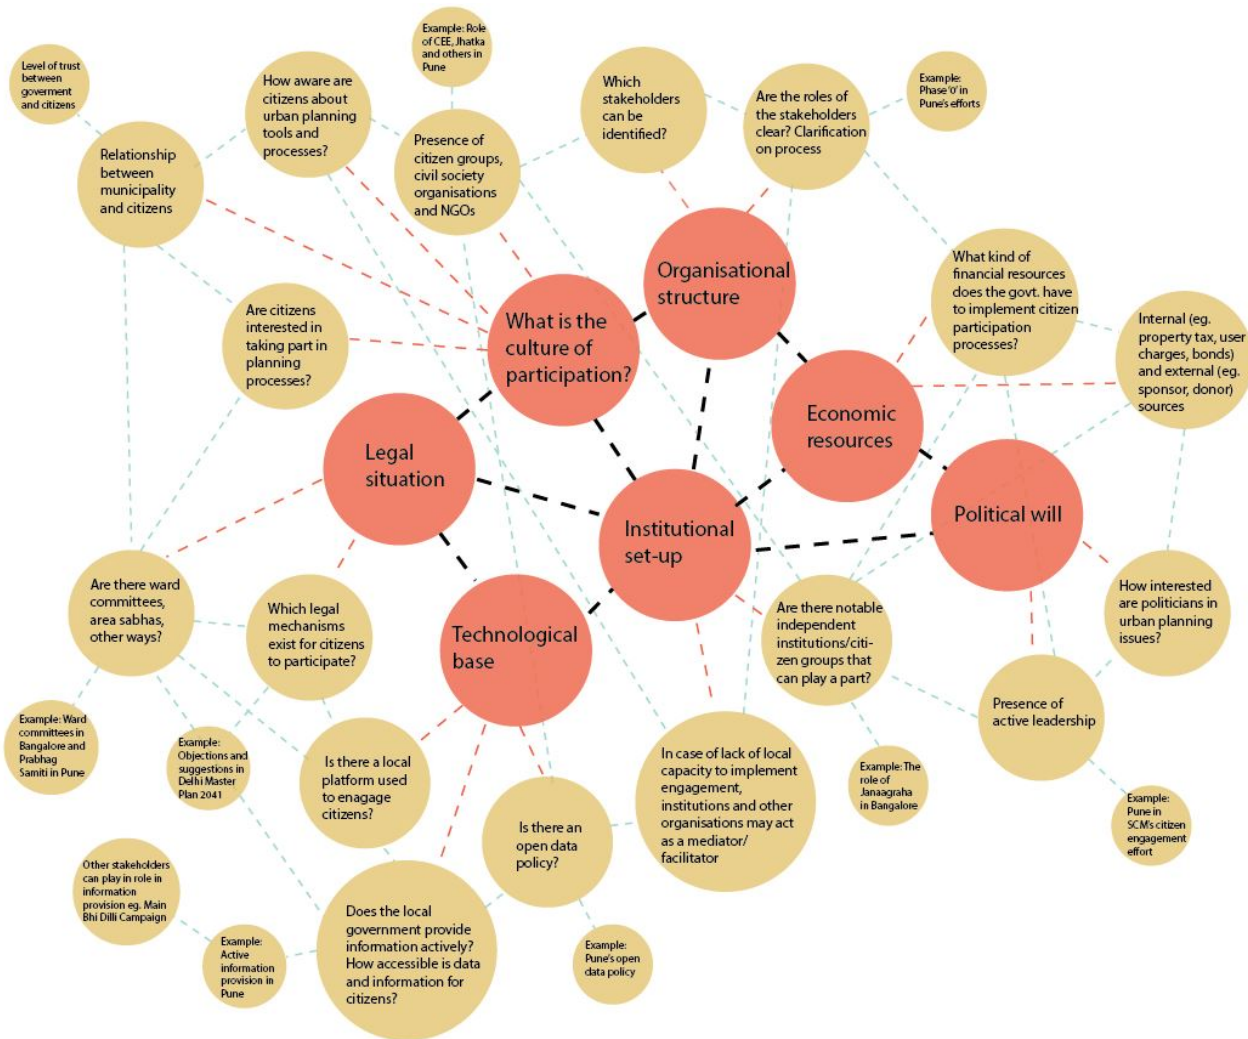 Example: Role
of CEE, Jhatka
and others in
Pune
Level of trust
between
goverment
and citizens
How aware are
citizens about
urban planning
tools and
processes?
Which
stakeholders
can be
identified?
Are the roles of
the stakeholders
clear? Clarification
on process
Example:
Phase '0' in
Pune's efforts
Relationship
between
municipality
and citizens
Presence of
citizen groups,
civil society
organisations
and NGOs
Organisational
structure
What kind of
financial resources
does the govt. have
to implement citizen
participation
processes?
Are citizens
interested in
taking part in
planning
processes?
What is the
culture of
participation?
Internal (eg.
property tax, user
charges, bonds)
and external (eg.
sponsor, donor)
sources
Economic
resources
Legal
situation
Institutional
set-up
Political will
Are there ward
committees,
area sabhas,
other ways?
Which legal
mechanisms
exist for citizens
to participate?
Technological
base
Are there notable
independent
institutions/citi-
zen groups that
can play a part?
How interested
are politicians in
urban planning
issues?
Presence of
active leadership
Example: Ward
committees in
Bangalore and
Prabhag
Samiti in Pune
Example:
Objections and
suggestions in
Delhi Master
Plan 2041
Is there a local
platform used
to enagage
citizens?
In case of lack of local
capacity to implement
engagement,
institutions and other
organisations may act
as a mediator/
facilitator
Example: The
role of
Janaagraha
in Bangalore
Example:
Pune in
SCM's citizen
engagement
effort
Is there an
open data
policy?
Other stakeholders
can play in role in
information
provision eg. Main
Bhi Dilli Campaign
Does the local
government provide
information actively?
How accessible is data
and information for
citizens?
Example:
Active
information
provision in
Pune
Example:
Pune's open
data policy